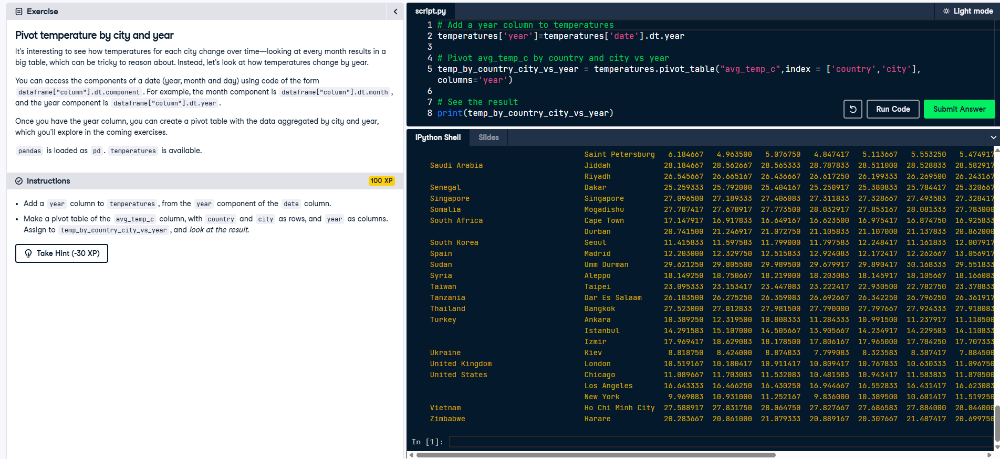 Exercise
Pivot temperature by city and year
It's interesting to see how temperatures for each city change over time—looking at every month results in a
big table, which can be tricky to reason about. Instead, let's look at how temperatures change by year.
You can access the components of a date (year, month and day) using code of the form
dataframe["column"].dt.component . For example, the month component is dataframe["column"].dt.month ,
and the year component is dataframe["column"].dt.year .
Once you have the year column, you can create a pivot table with the data aggregated by city and year,
which you'll explore in the coming exercises.
pandas is loaded as pd . temperatures is available.
Instructions
100 XP
• Add a year column to temperatures , from the year component of the date column.
• Make a pivot table of the avg_temp_c column, with country and city as rows, and year as columns.
Assign to temp_by_country_city_vs_year , and look at the result.
Take Hint (-30 XP)
script.py
Light mode
1 # Add a year column to temperatures
2 temperatures['year']=temperatures['date'].dt.year
3
4 # Pivot avg_temp_c by country and city vs year
5 temp_by_country_city_vs_year = temperatures.pivot_table("avg_temp_c",index = ['country','city'],
columns='year')
6
7 # See the result
8 print(temp_by_country_city_vs_year)
Run Code
Submit Answer
IPython Shell
Slides
Saint Petersburg 6.184667 4.963500 5.076750 4.847417 5.113667 5.553250 5.474917
Saudi Arabia Jiddah 28.184667 28.562667 28.565333 28.787833 28.511000 28.528833 28.582917
Riyadh 26.545667 26.665167 26.436667 26.617250 26.199333 26.269500 26.243167
Senegal Dakar 25.259333 25.792000 25.404167 25.250917 25.380833 25.784417 25.320667
Singapore Singapore 27.096500 27.189333 27.406083 27.311833 27.328667 27.493583 27.328417
Somalia Mogadishu 27.787417 27.678917 27.773500 28.032917 27.853167 28.081333 27.783000
South Africa Cape Town 17.147917 16.917833 16.649167 16.623500 16.975417 16.874750 16.925833
Durban 20.741500 21.246917 21.072750 21.105833 21.107000 21.137833 20.862000
South Korea Seoul 11.415833 11.597583 11.799000 11.797583 12.248417 11.161833 12.007917
Spain Madrid 12.203000 12.329750 12.515833 12.924083 12.172417 12.262667 13.056917
Sudan Umm Durman 29.621250 29.805500 29.989500 29.679917 29.890417 30.168333 29.551833
Syria Aleppo 18.149250 18.750667 18.219000 18.203083 18.145917 18.105667 18.166083
Taiwan Taipei 23.095333 23.153417 23.447083 23.222417 22.930500 22.782750 23.378833
Tanzania Dar Es Salaam 26.183500 26.275250 26.359083 26.692667 26.342250 26.796250 26.361917
Thailand Bangkok 27.523000 27.812833 27.981500 27.790000 27.797667 27.924333 27.918083
Turkey Ankara 10.389250 12.319500 10.808333 11.284333 10.991500 11.237917 11.118500
Istanbul 14.291583 15.107000 14.505667 13.905667 14.234917 14.229583 14.110833
Izmir 17.969417 18.629083 18.178500 17.806167 17.965000 17.784250 17.707333
Ukraine Kiev 8.818750 8.424000 8.874833 7.799083 8.323583 8.387417 7.884500
United Kingdom London 10.519167 10.180417 10.911417 10.809417 10.767833 10.630333 11.096750
United States Chicago 11.089667 11.703083 11.532083 10.481583 10.943417 11.583833 11.870500
Los Angeles 16.643333 16.466250 16.430250 16.944667 16.552833 16.431417 16.623083
New York 9.969083 10.931000 11.252167 9.836000 10.389500 10.681417 11.519250
Vietnam Ho Chi Minh City 27.588917 27.831750 28.064750 27.827667 27.686583 27.884000 28.044000
Zimbabwe Harare 20.283667 20.861000 21.079333 20.889167 20.307667 21.487417 20.699750
In [1]: